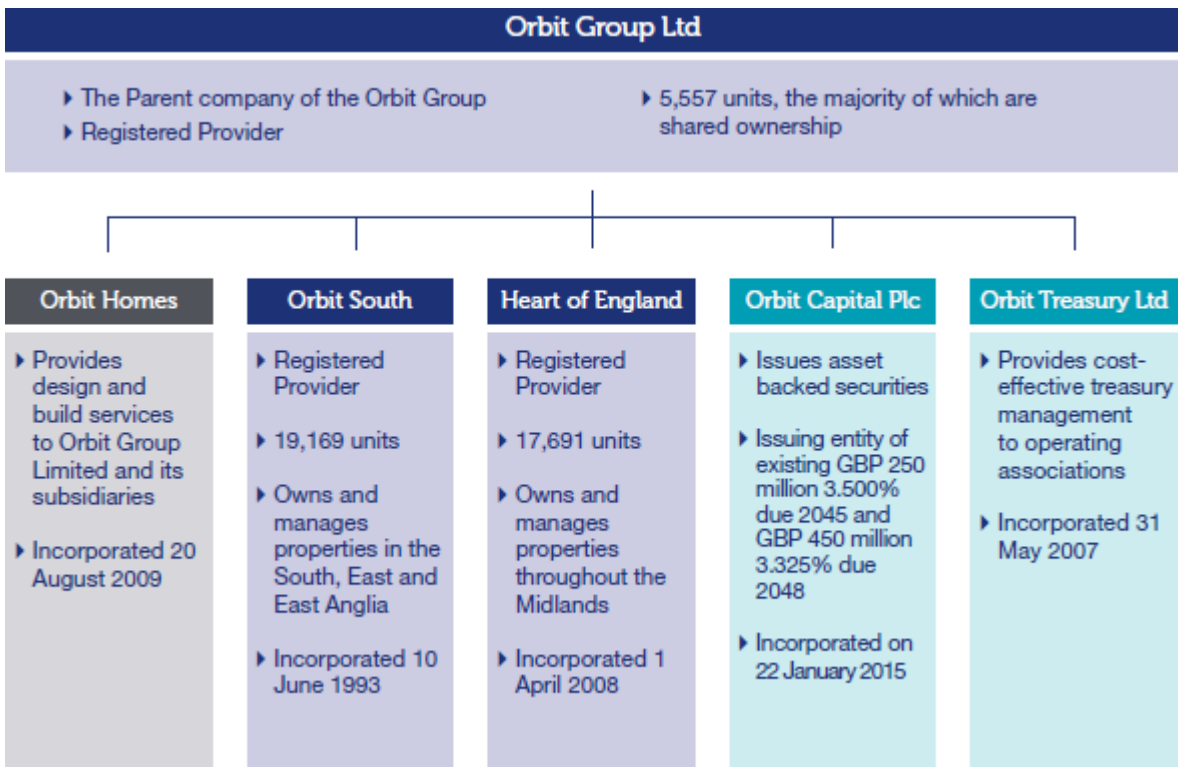 Orbit Group Ltd
▸ The Parent company of the Orbit Group
▸ Registered Provider
▸ 5,557 units, the majority of which are
shared ownership
Orbit Homes
▸ Provides
design and
build services
to Orbit Group
Limited and its
subsidiaries
▸ Incorporated 20
August 2009
Orbit South
▸ Registered
Provider
▸ 19,169 units
▸ Owns and
manages
properties in the
South, East and
East Anglia
▸ Incorporated 10
June 1993
Heart of England
▸ Registered
Provider
▸ 17,691 units
▸ Owns and
manages
properties
throughout the
Midlands
▸ Incorporated 1
April 2008
Orbit Capital Plc
▸ Issues asset
backed securities
▸ Issuing entity of
existing GBP 250
million 3.500%
due 2045 and
GBP 450 million
3.325% due
2048
▸ Incorporated on
22 January 2015
Orbit Treasury Ltd
▸ Provides cost-
effective treasury
management
to operating
associations
▸ Incorporated 31
May 2007